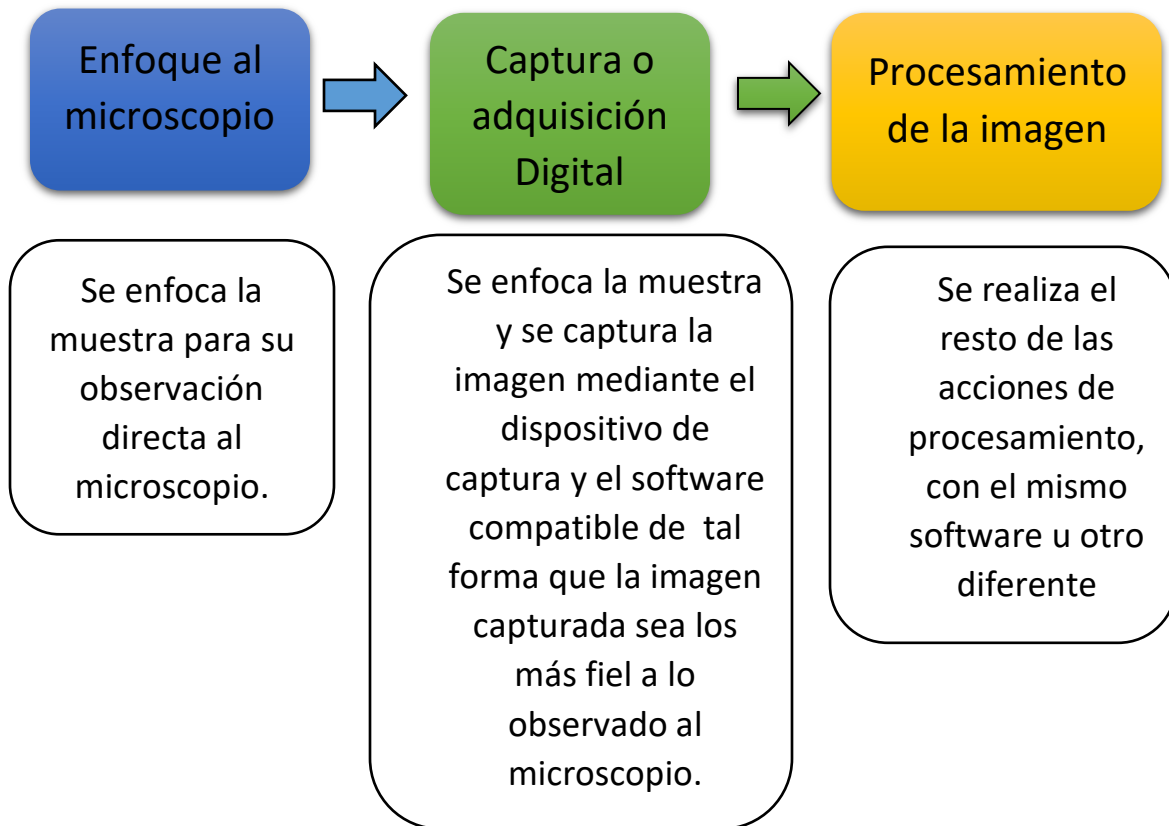 Enfoque al
microscopio
Captura o
adquisición
Digital
Procesamiento
de la imagen
Se enfoca la
muestra para su
observación
directa al
microscopio.
Se enfoca la muestra
y se captura la
imagen mediante el
dispositivo de
captura y el software
compatible de  tal
forma que la imagen
capturada sea los
más fiel a lo
observado al
microscopio.
Se realiza el
resto de las
acciones de
procesamiento,
con el mismo
software u otro
diferente